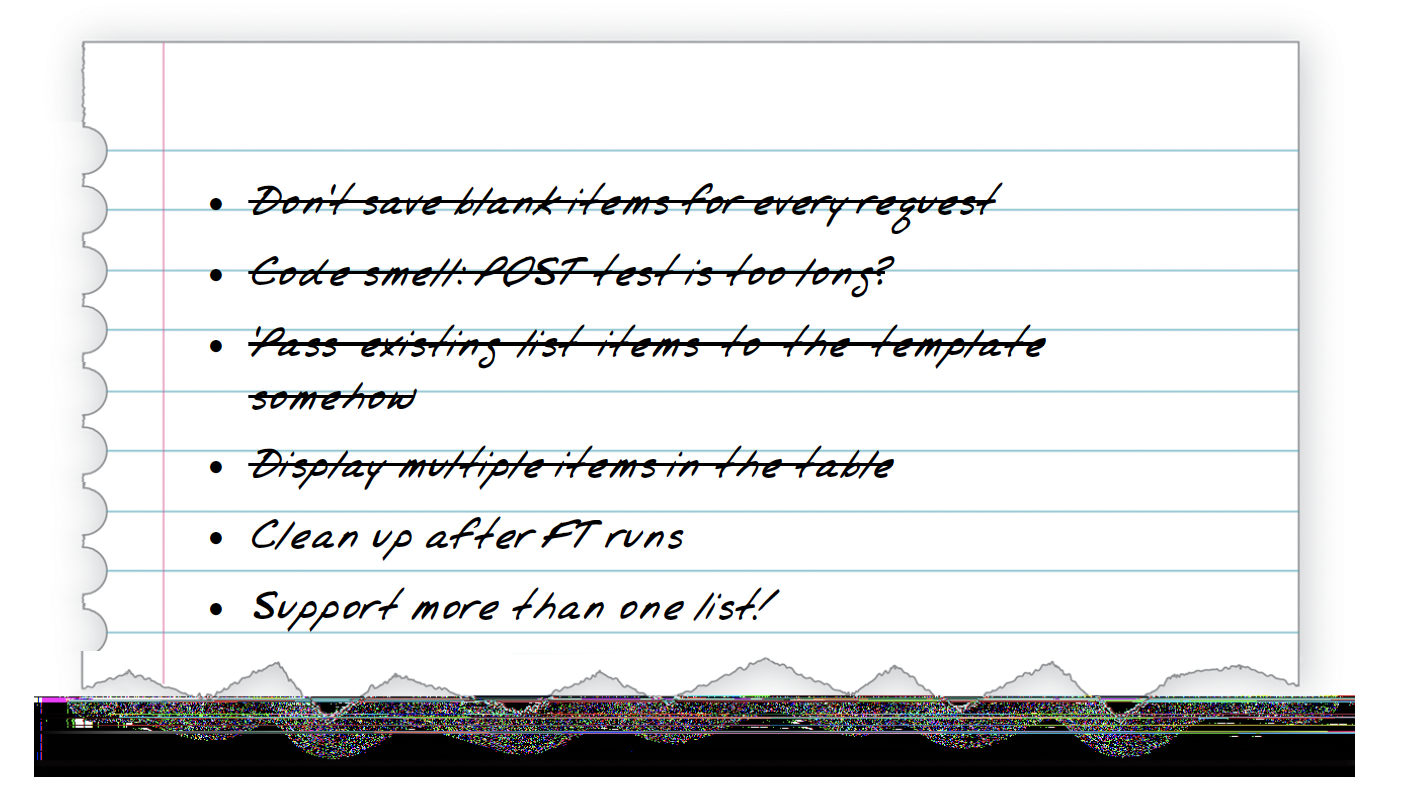 • Don't save blank items for every request
• Code smell: POST test is too long?
• 'Pass existing list items to the template
somehow
• Display multiple items in the table
• Clean up after FT runs
• Support more than one list!